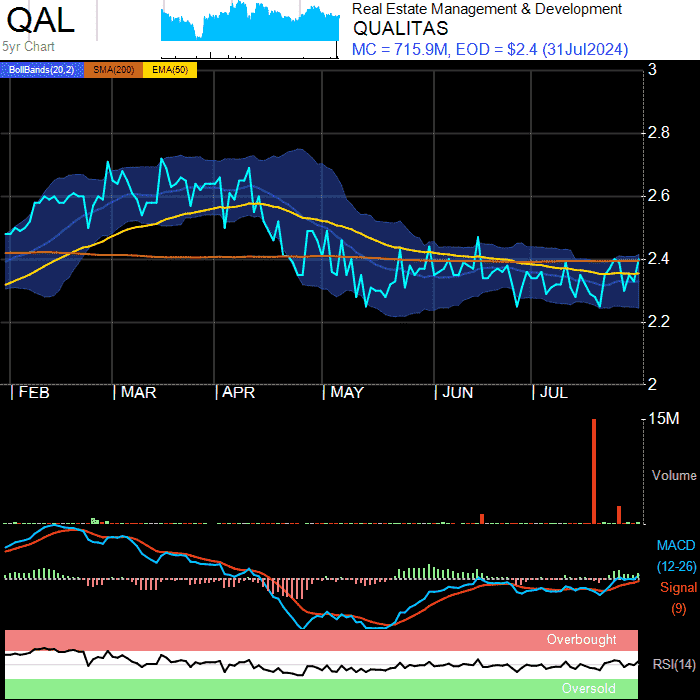 QAL
5yr Chart
Real Estate Management & Development
QUALITAS
MC = 715.9M, EOD = $2.4 (31Jul2024)
BollBands(20,2) SMA(200) EMA(50)
3
2.8
2.6
2.4
2.2
2
FEB MAR APR MAY JUN JUL
15M
Volume
MACD
(12-26)
Signal
(9)
Overbought
RSI(14)
Oversold